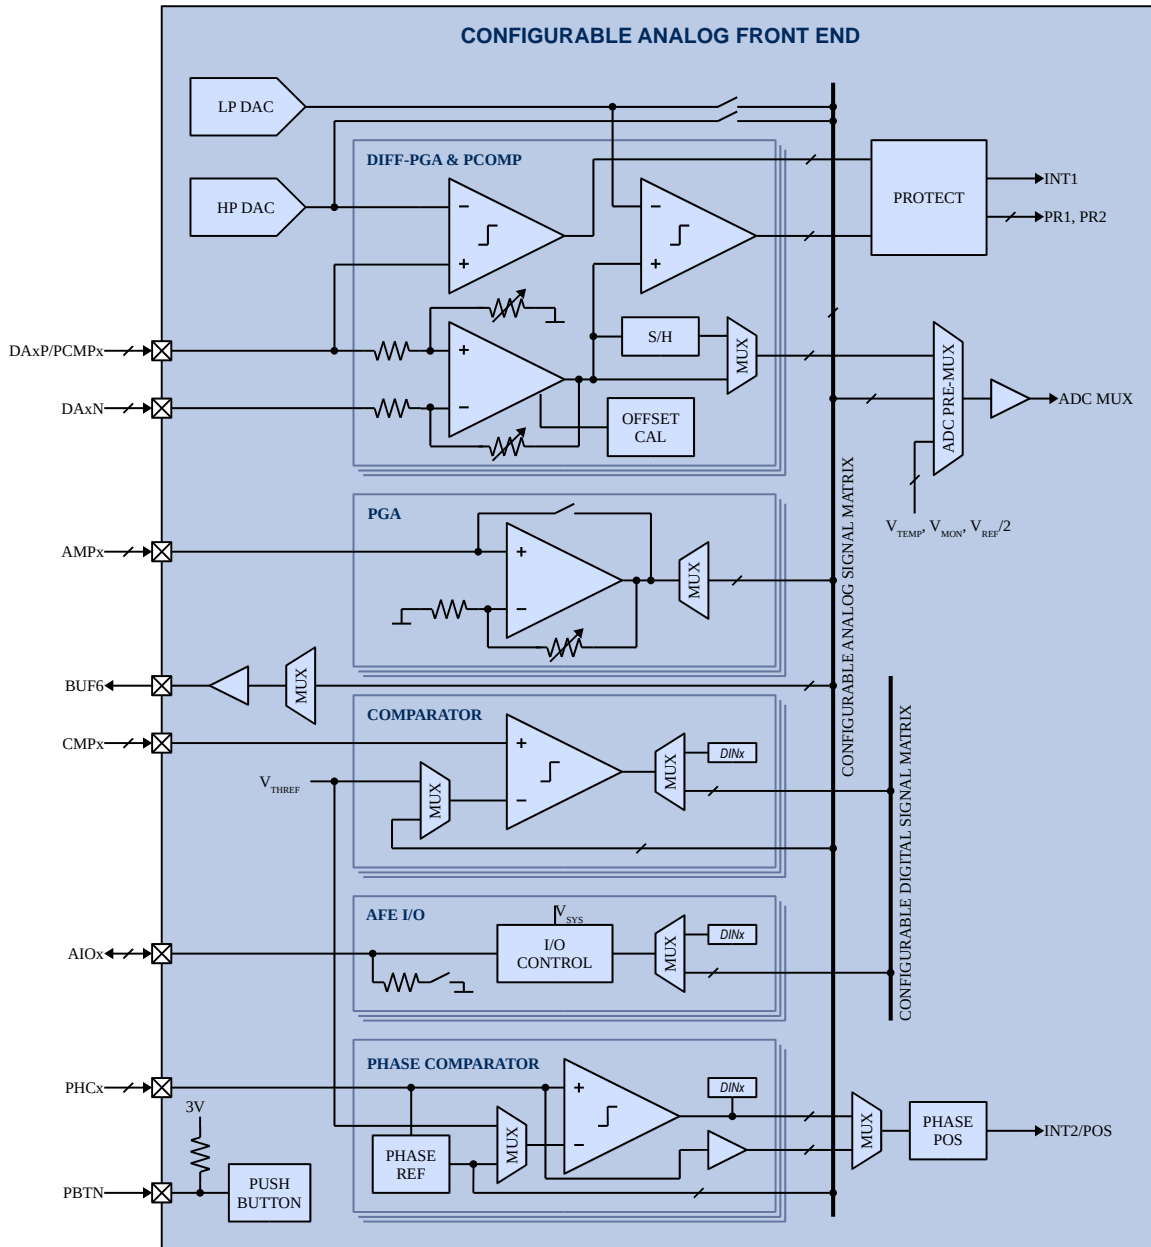 CONFIGURABLE ANALOG FRONT END
LP DAC
DIFF-PGA & PCOMP
HP DAC
PROTECT
INT1
PR1, PR2
DAxP/PCMPx
S/H
MUX
DAxN
OFFSET
CAL
ADC PRE-MUX
ADC MUX
VTEMP, VMON, VREF/2
CONFIGURABLE ANALOG SIGNAL MATRIX
PGA
AMPx
MUX
BUF6
MUX
COMPARATOR
CMPx
VTHREF
MUX
MUX
DINx
CONFIGURABLE DIGITAL SIGNAL MATRIX
AFE I/O
VSYS
AIOx
I/O
CONTROL
MUX
DINx
PHASE COMPARATOR
PHCx
DINx
3V
MUX
PHASE
REF
MUX
PHASE
POS
INT2/POS
PBTN
PUSH
BUTTON